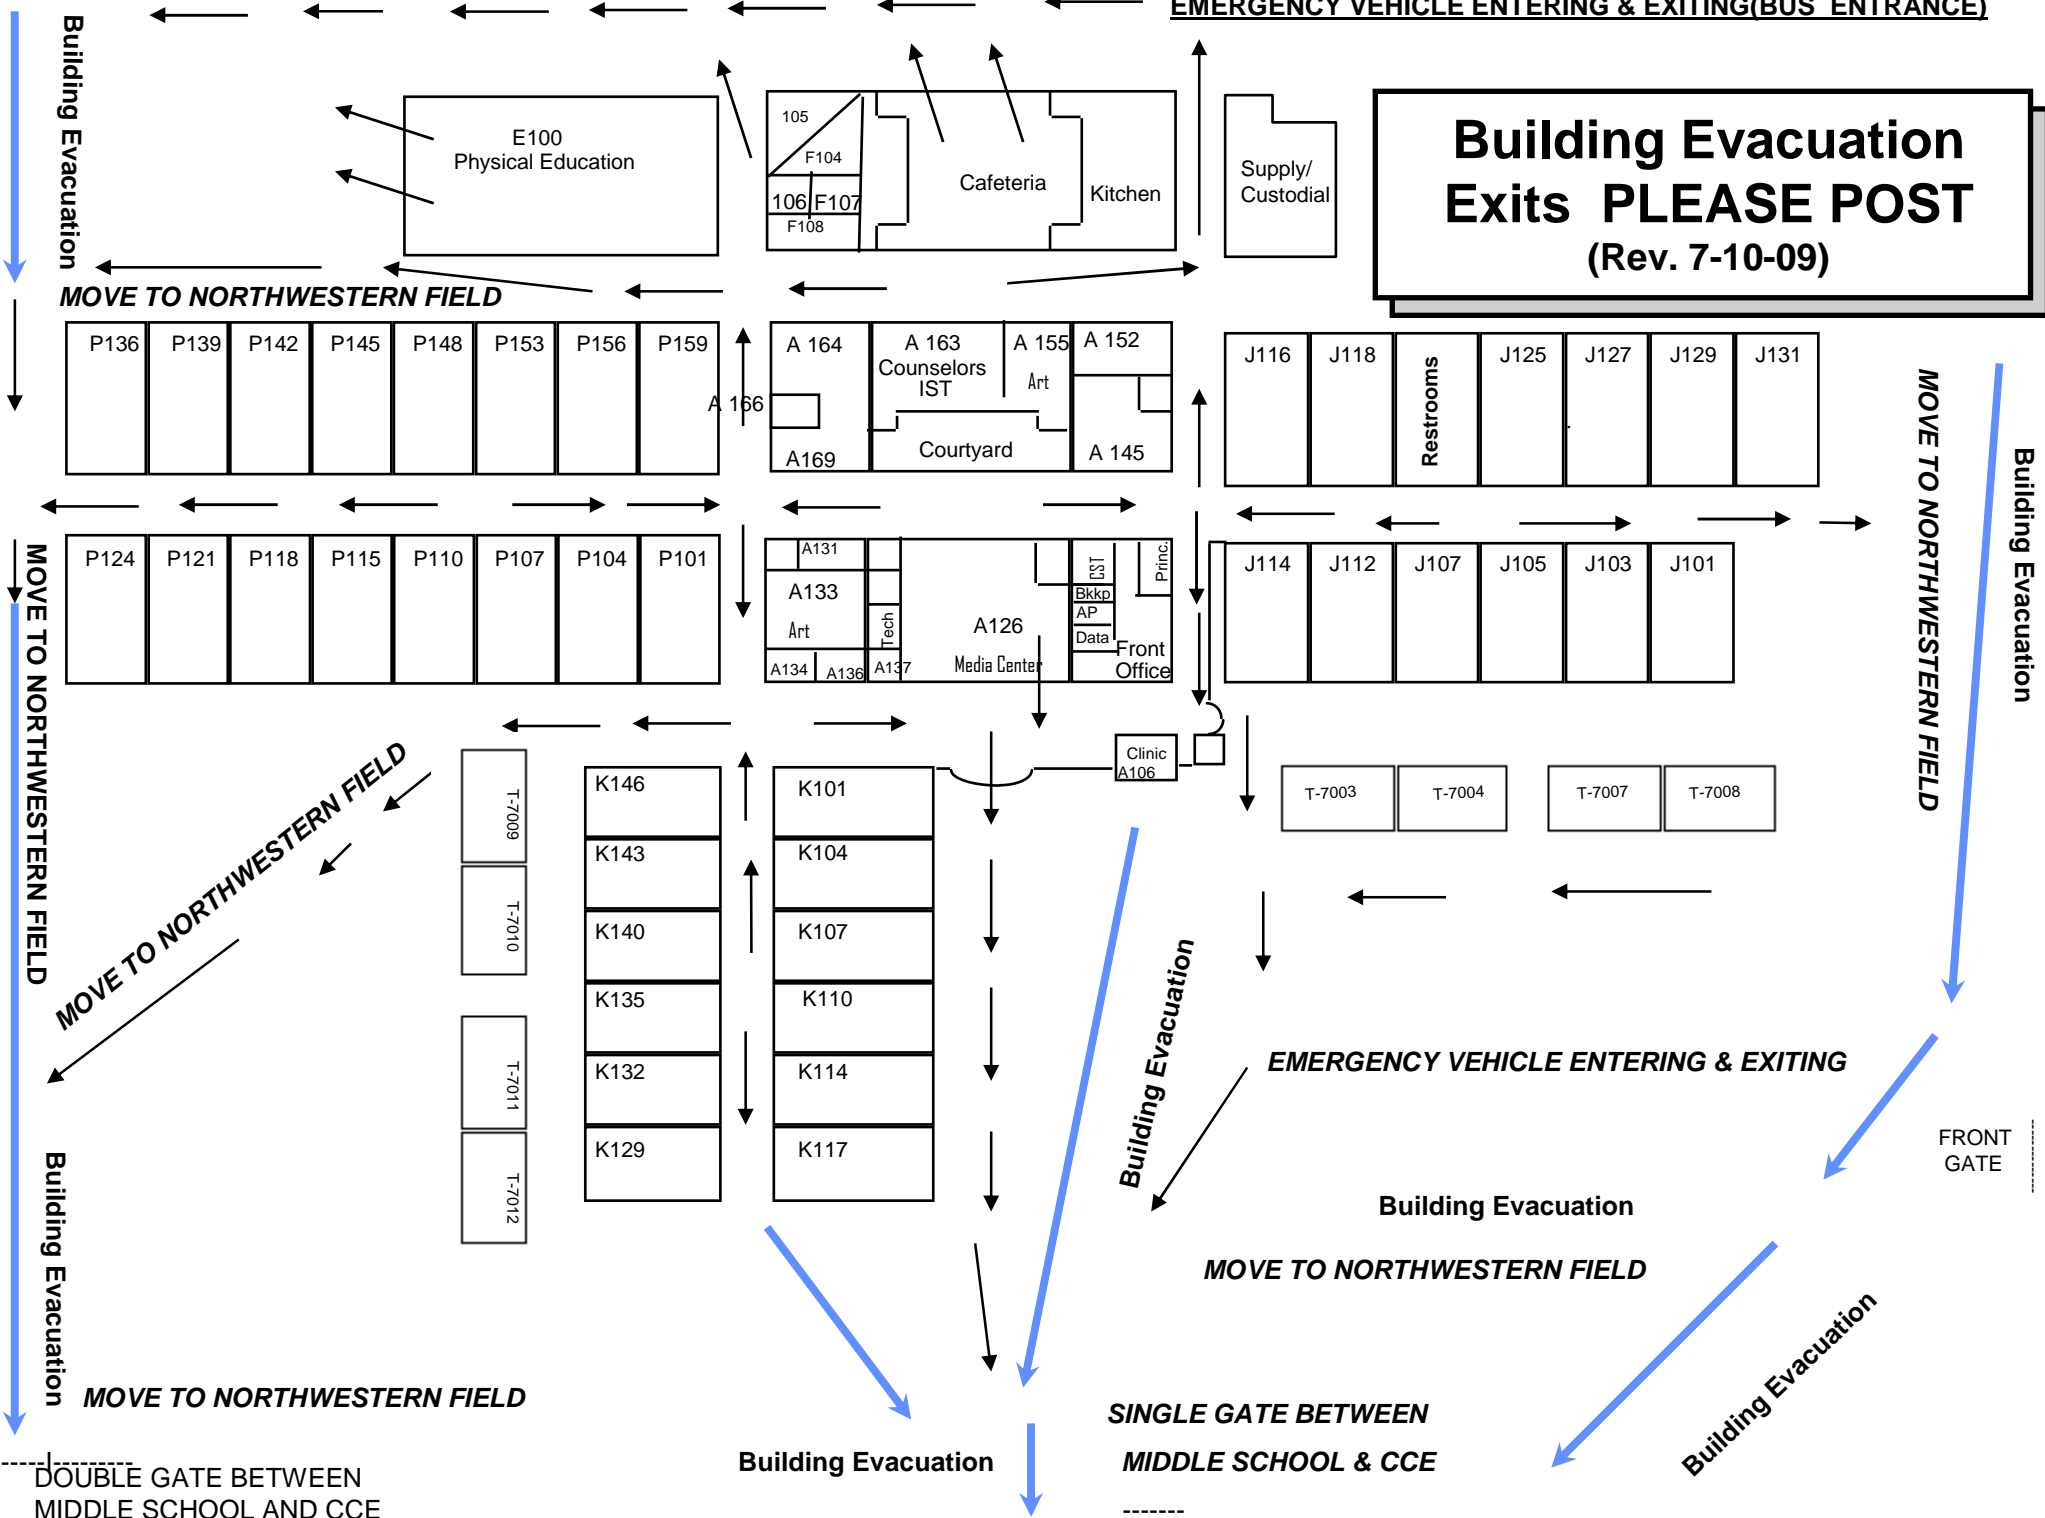 EMERGENCY VEHICLE ENTERING & EXITING(BUS ENTRANCE)
Building Evacuation
Building Evacuation
Exits PLEASE POST
(Rev. 7-10-09)
E100
Physical Education
105
F104
106
F107
F108
Cafeteria
Kitchen
Supply/
Custodial
MOVE TO NORTHWESTERN FIELD
P136
P139
P142
P145
P148
P153
P156
P159
A 164
A 166
A169
A 163
Counselors
IST
A 155
Art
Courtyard
A 152
A 145
J116
J118
Restrooms
J125
J127
J129
J131
MOVE TO NORTHWESTERN FIELD
Building Evacuation
P124
P121
P118
P115
P110
P107
P104
P101
A131
A133
Art
A134
A136
Tech
A137
A126
Media Center
CST
Bkkp
AP
Data
Princ.
Front
Office
J114
J112
J107
J105
J103
J101
MOVE TO NORTHWESTERN FIELD
MOVE TO NORTHWESTERN FIELD
T-7009
T-7010
T-7011
T-7012
K146
K143
K140
K135
K132
K129
K101
K104
K107
K110
K114
K117
Clinic
A106
T-7003
T-7004
T-7007
T-7008
Building Evacuation
EMERGENCY VEHICLE ENTERING & EXITING
FRONT
GATE
Building Evacuation
MOVE TO NORTHWESTERN FIELD
Building Evacuation
Building Evacuation
MOVE TO NORTHWESTERN FIELD
DOUBLE GATE BETWEEN
MIDDLE SCHOOL AND CCE
Building Evacuation
SINGLE GATE BETWEEN
MIDDLE SCHOOL & CCE